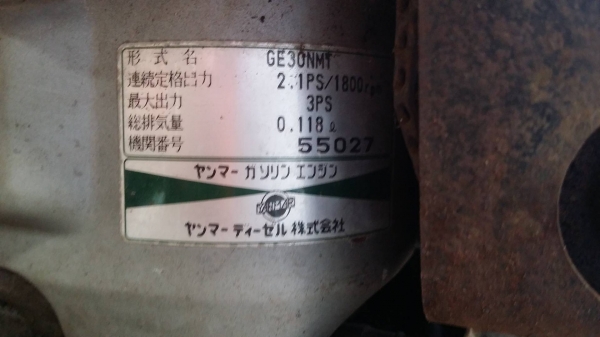 形式名 GE30NMT
連続定格出力 2.1PS/1800rpm
最大出力 3PS
総排気量 0.118ℓ
機関番号 55027
ヤンマーガソリンエンジン
YANMAR
ヤンマーディーゼル株式会社